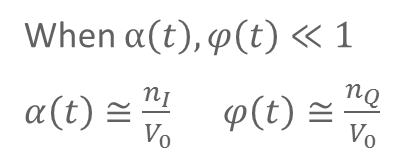 When α(t), φ(t) ≪ 1
α(t) ≅ n_I/V_0 φ(t) ≅ n_Q/V_0